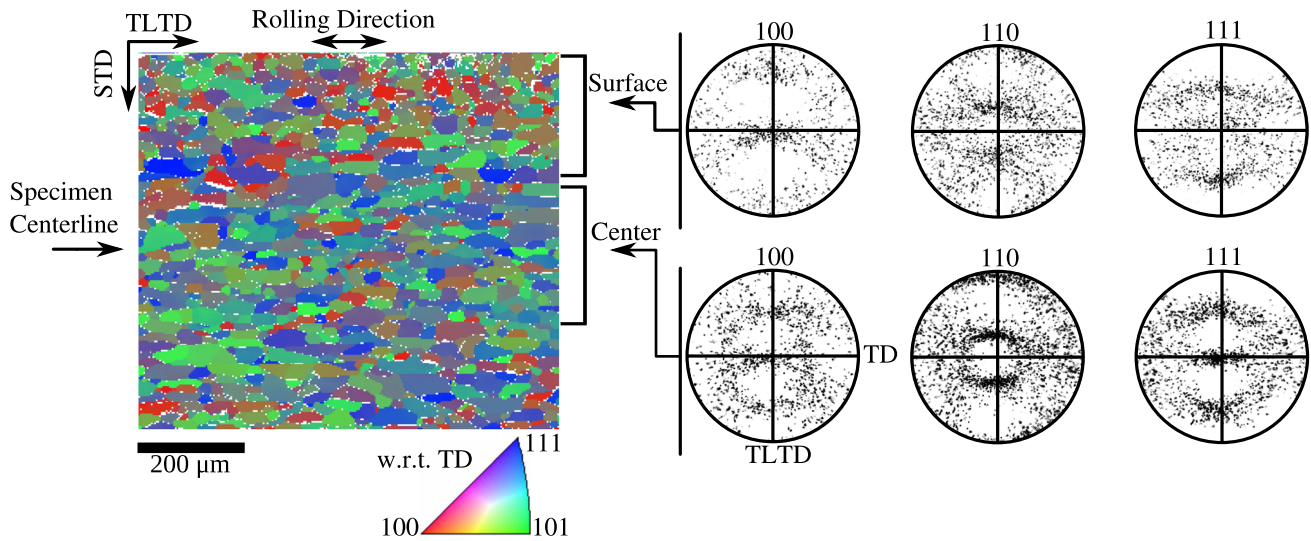 TLTD
Rolling Direction
STD
Surface
Specimen
Centerline
Center
200 μm
w.r.t. TD
111
100
101
100
110
111
100
110
111
TD
TLTD